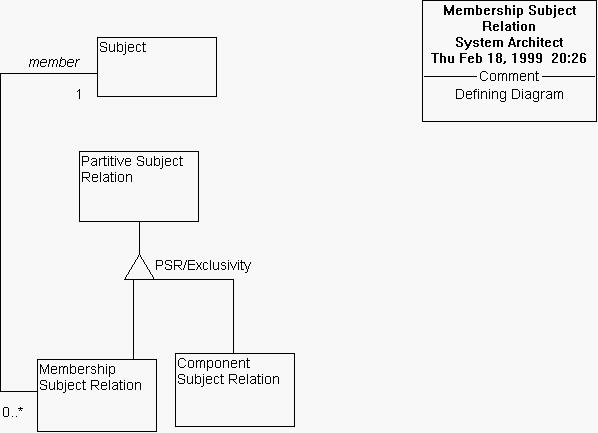 Membership Subject
Relation
System Architect
Thu Feb 18, 1999 20:26
Comment
Defining Diagram
Subject
member
1
Partitive Subject
Relation
PSR/Exclusivity
Membership
Subject Relation
Component
Subject Relation
0..*